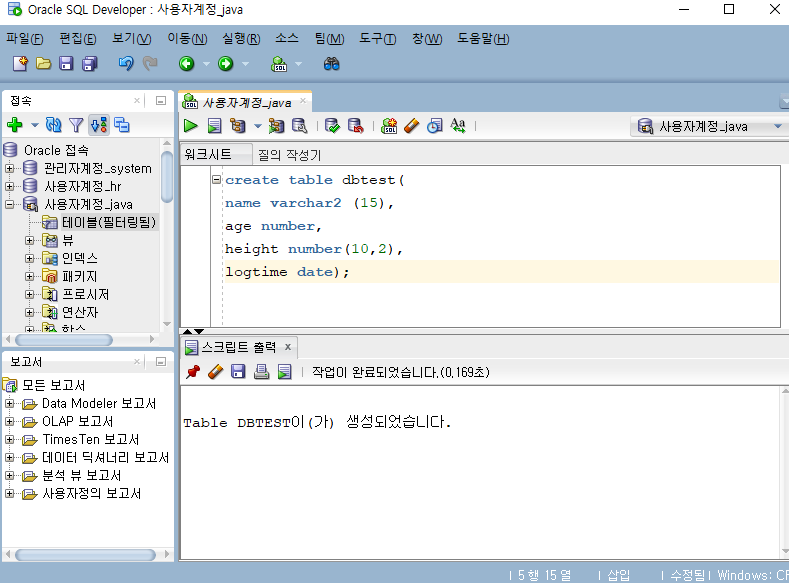 Oracle SQL Developer : 사용자계정_java
파일(F) 편집(E) 보기(V) 이동(N) 실행(R) 소스 팀(M) 도구(T) 창(W) 도움말(H)
접속
Oracle 접속
관리자계정_system
사용자계정_hr
사용자계정_java
테이블(필터링됨)
뷰
인덱스
패키지
프로시저
연산자
함수
보고서
모든 보고서
Data Modeler 보고서
OLAP 보고서
TimesTen 보고서
데이터 딕셔너리 보고서
분석 뷰 보고서
사용자정의 보고서
사용자계정_java
사용자계정_java
워크시트 질의 작성기
create table dbtest(
name varchar2 (15),
age number,
height number(10,2),
logtime date);
스크립트 출력
작업이 완료되었습니다.(0,169초)
Table DBTEST이(가) 생성되었습니다.
5 행 15 열 삽입 수정됨 Windows: CF